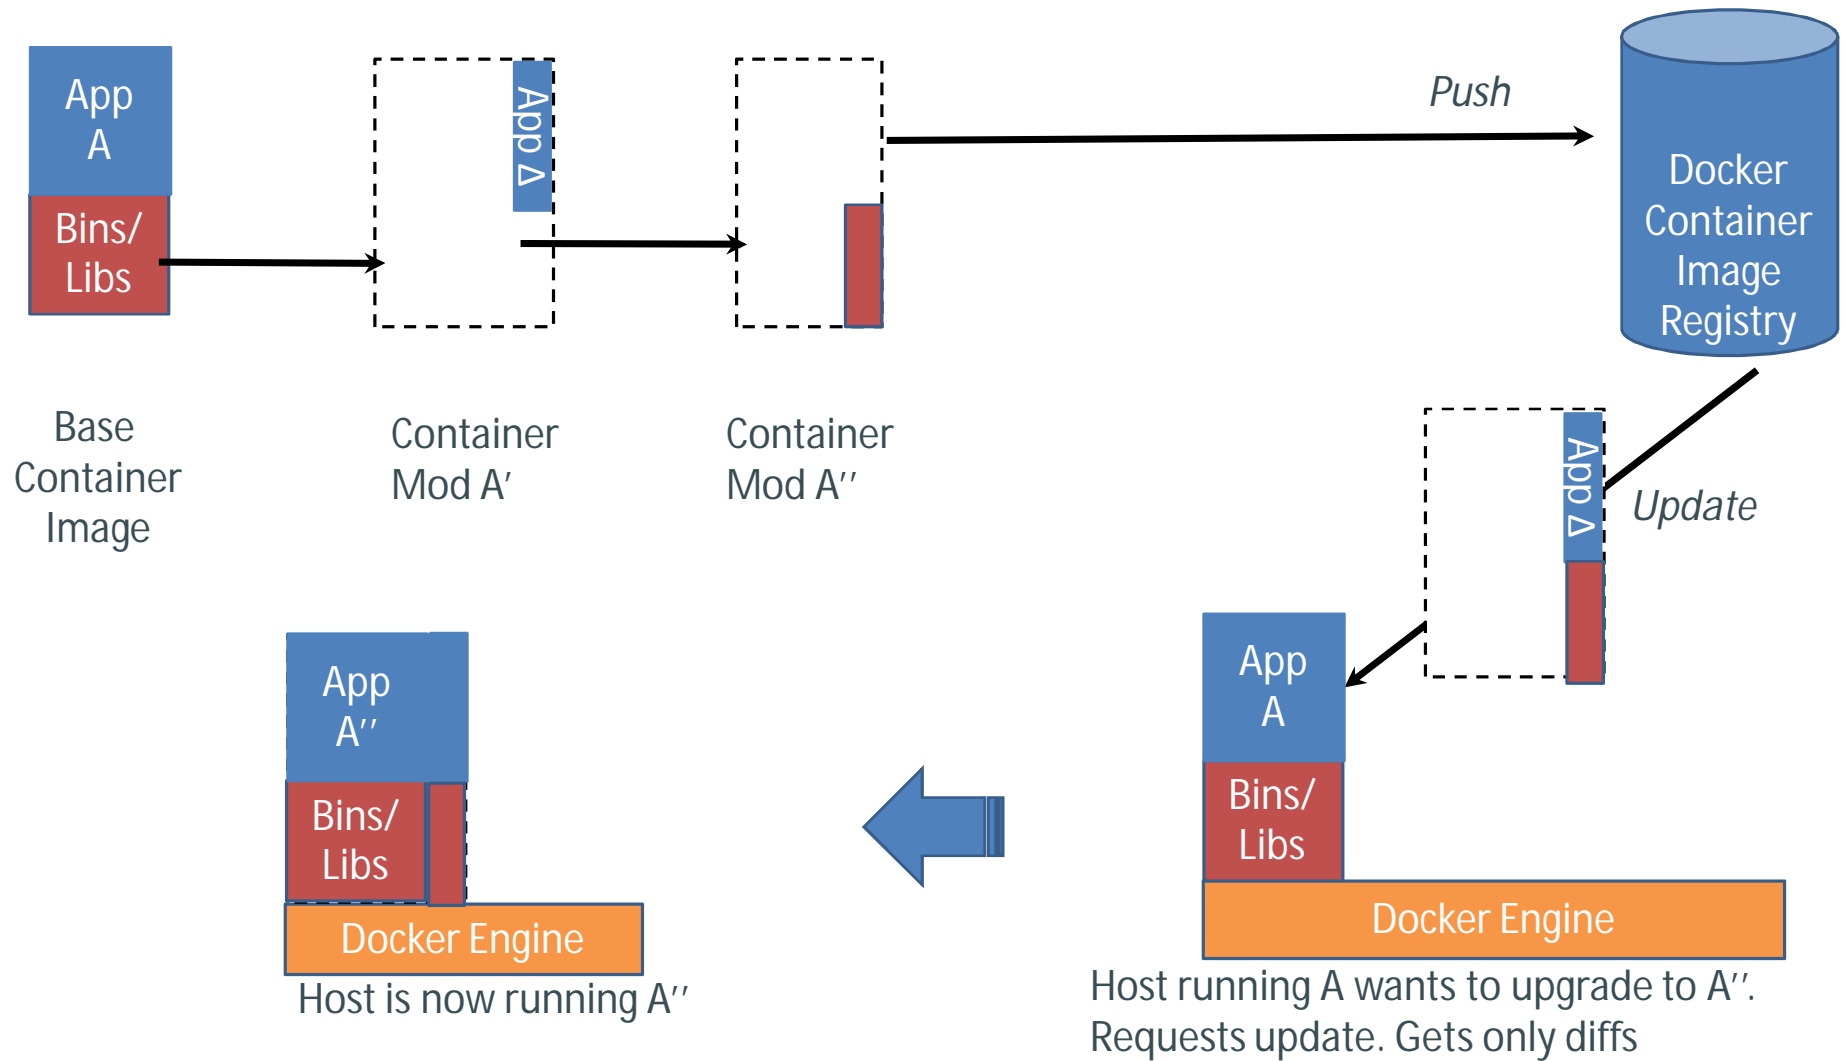 App
A
Bins/
Libs
App Δ
Push
Docker
Container
Image
Registry
Base
Container
Image
Container
Mod A′
Container
Mod A′′
App Δ
Update
App
A
Bins/
Libs
Docker Engine
Host running A wants to upgrade to A′′.
Requests update. Gets only diffs
App
A′′
Bins/
Libs
Docker Engine
Host is now running A′′